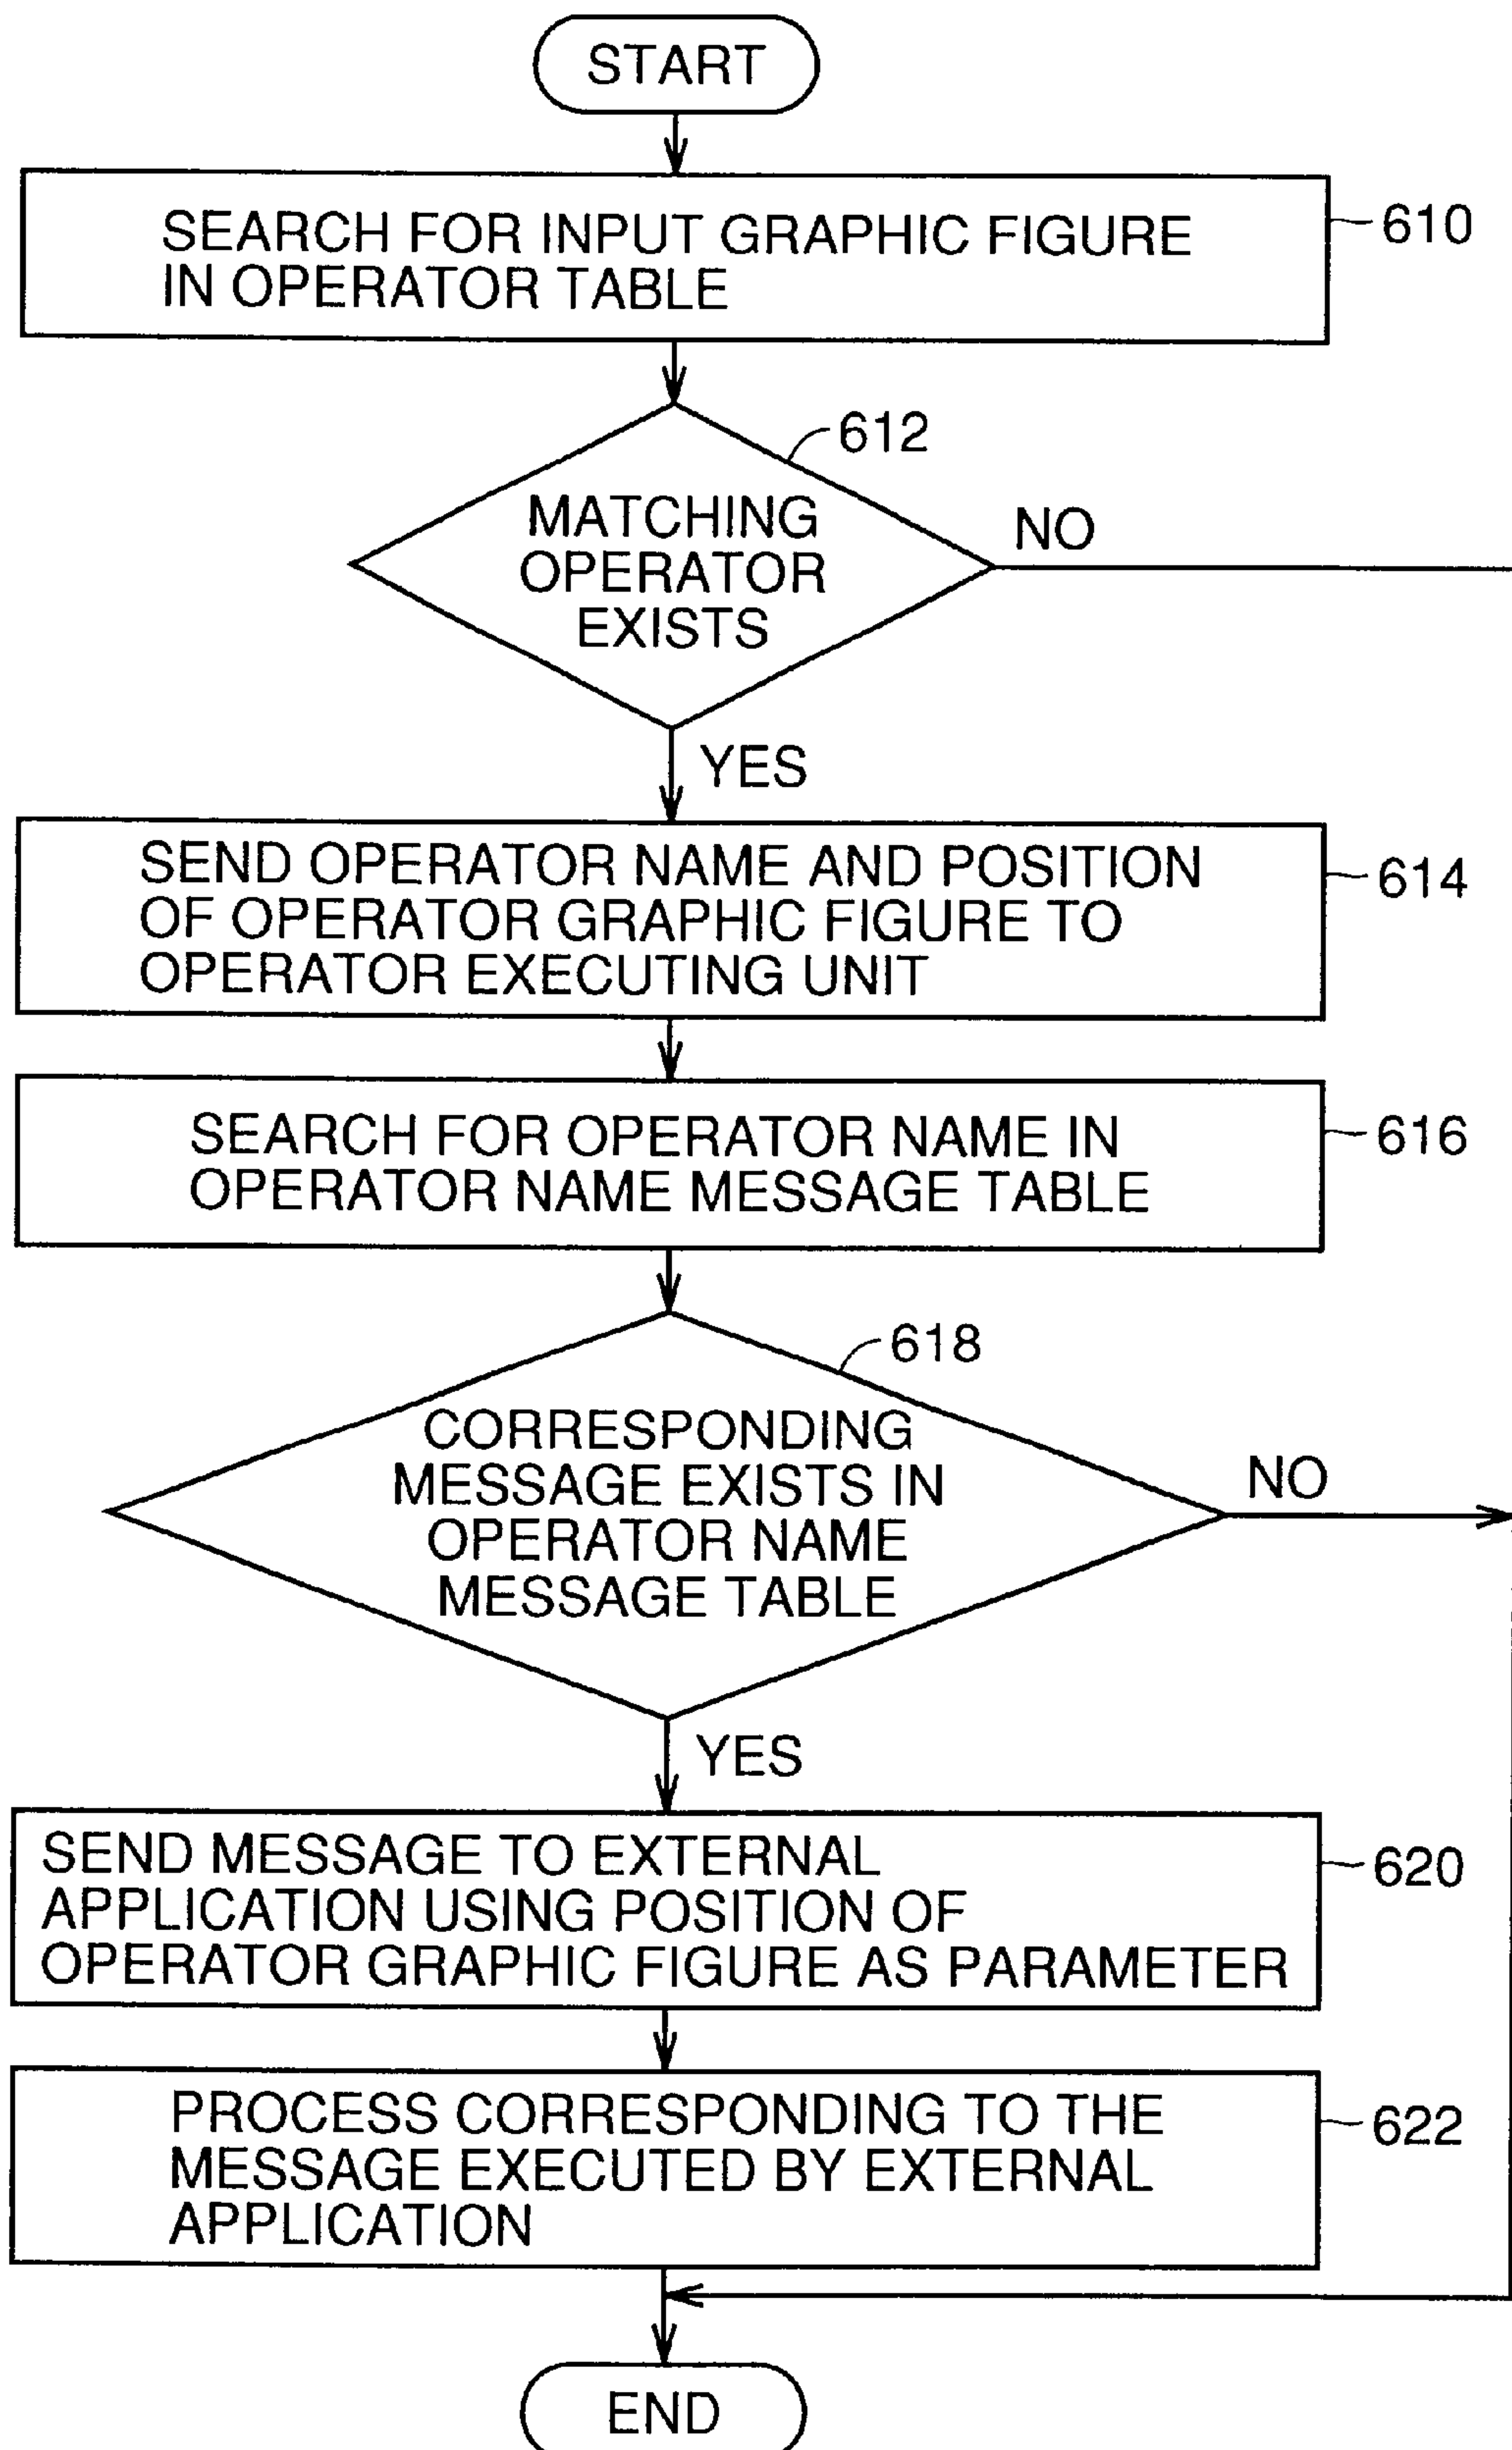 START
SEARCH FOR INPUT GRAPHIC FIGURE
IN OPERATOR TABLE
610
612
MATCHING
OPERATOR
EXISTS
NO
YES
SEND OPERATOR NAME AND POSITION
OF OPERATOR GRAPHIC FIGURE TO
OPERATOR EXECUTING UNIT
614
SEARCH FOR OPERATOR NAME IN
OPERATOR NAME MESSAGE TABLE
616
618
CORRESPONDING
MESSAGE EXISTS IN
OPERATOR NAME
MESSAGE TABLE
NO
YES
SEND MESSAGE TO EXTERNAL
APPLICATION USING POSITION OF
OPERATOR GRAPHIC FIGURE AS PARAMETER
620
PROCESS CORRESPONDING TO THE
MESSAGE EXECUTED BY EXTERNAL
APPLICATION
622
END